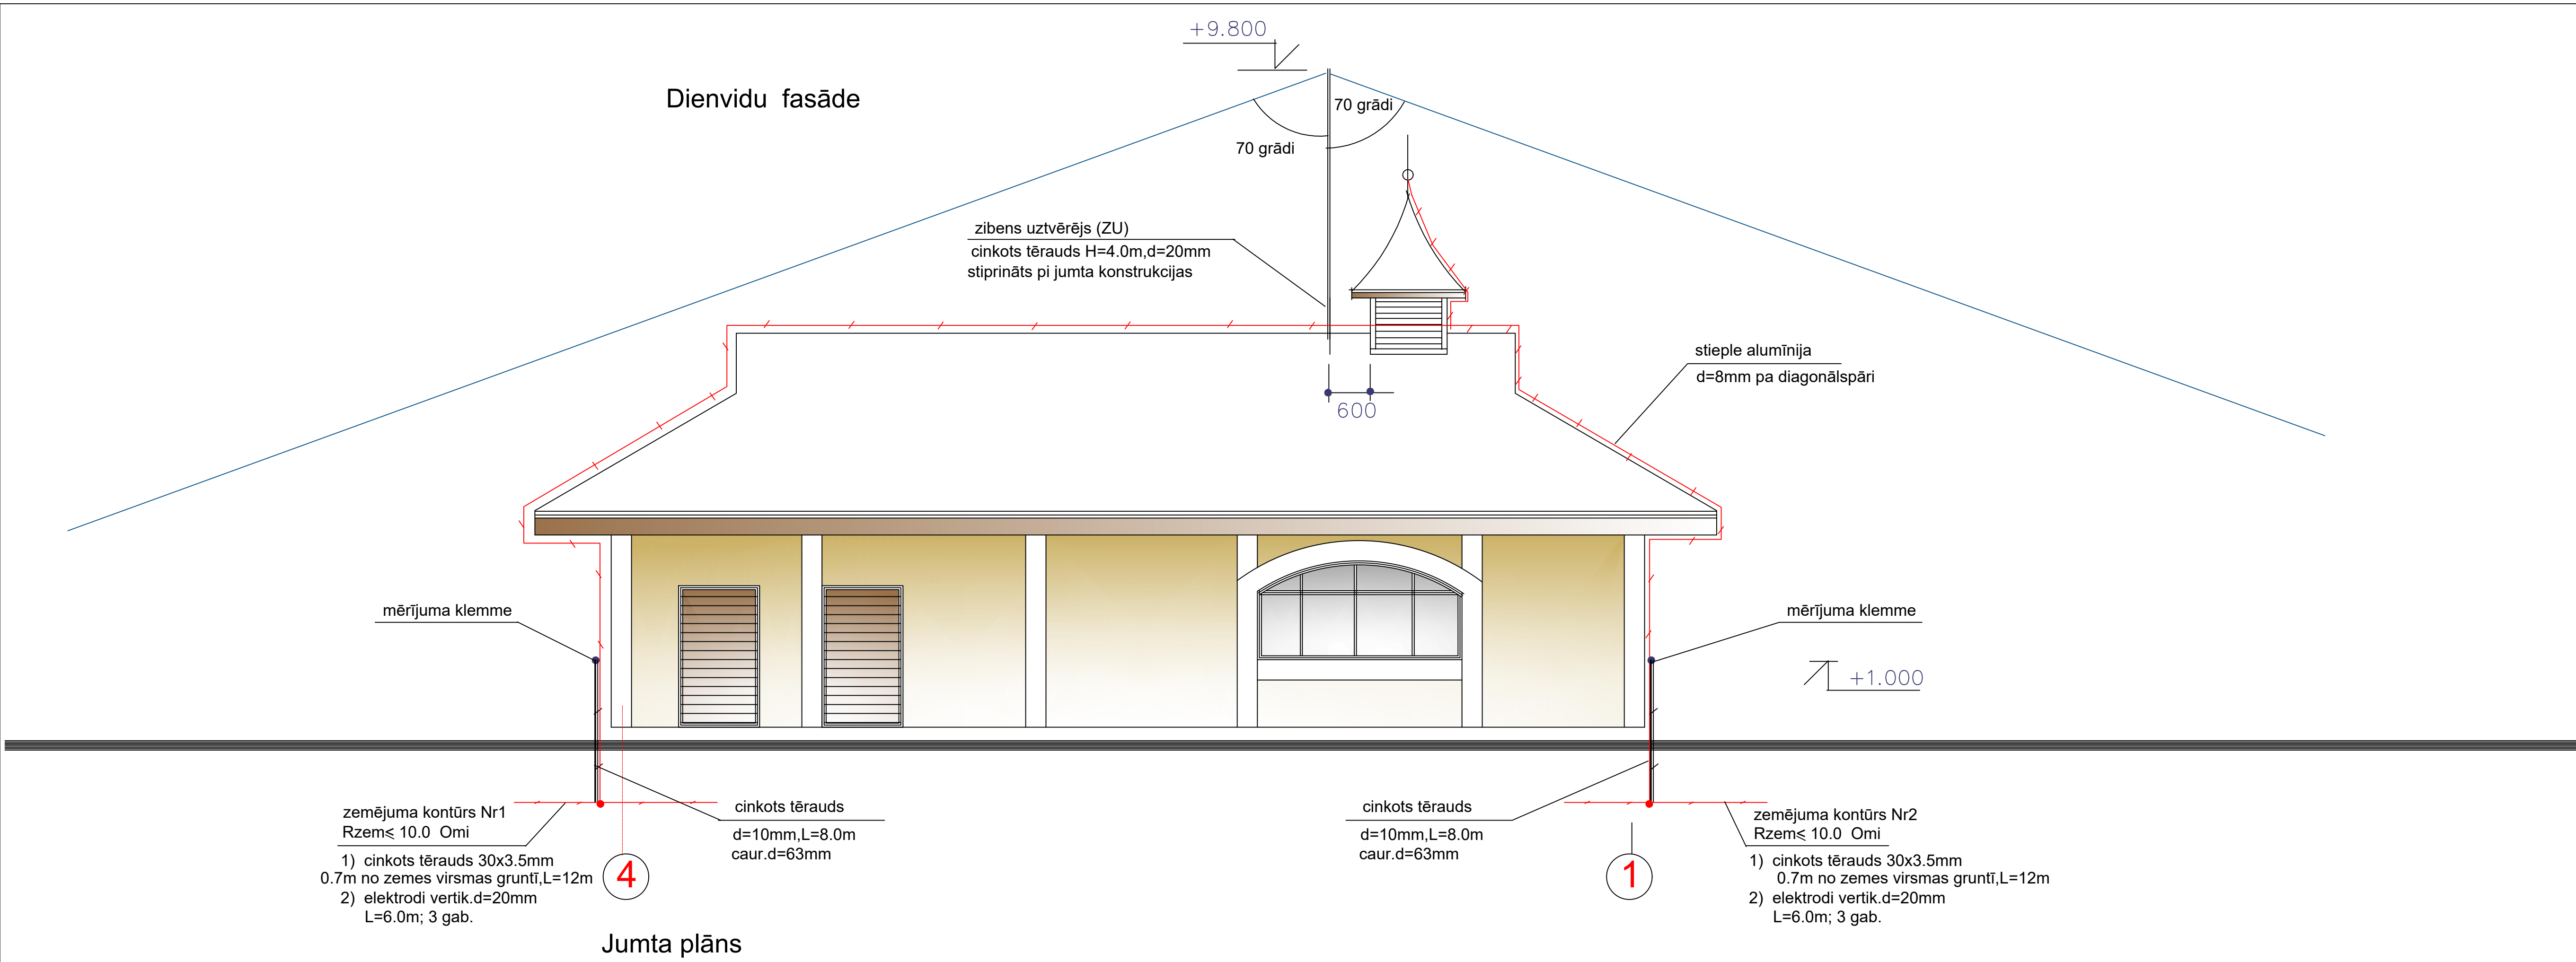 +9.800
Dienvidu fasāde
70 grādi
70 grādi
zibens uztvērējs (ZU)
cinkots tērauds H=4.0m,d=20mm
stiprināts pi jumta konstrukcijas
stieple alumīnija
d=8mm pa diagonālspāri
600
mērījuma klemme
mērījuma klemme
+1.000
zemējuma kontūrs Nr1
Rzem≤ 10.0 Omi
1) cinkots tērauds 30x3.5mm
0.7m no zemes virsmas gruntī,L=12m
2) elektrodi vertik.d=20mm
L=6.0m; 3 gab.
4
cinkots tērauds
d=10mm,L=8.0m
caur.d=63mm
cinkots tērauds
d=10mm,L=8.0m
caur.d=63mm
1
zemējuma kontūrs Nr2
Rzem≤ 10.0 Omi
1) cinkots tērauds 30x3.5mm
0.7m no zemes virsmas gruntī,L=12m
2) elektrodi vertik.d=20mm
L=6.0m; 3 gab.
Jumta plāns